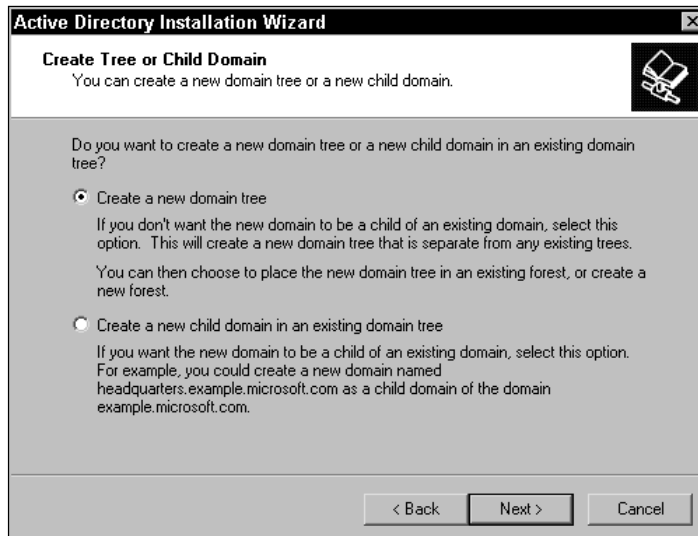 Active Directory Installation Wizard
Create Tree or Child Domain
You can create a new domain tree or a new child domain.
Do you want to create a new domain tree or a new child domain in an existing domain
tree?
Create a new domain tree
If you don't want the new domain to be a child of an existing domain, select this
option.  This will create a new domain tree that is separate from any existing trees.
You can then choose to place the new domain tree in an existing forest, or create a
new forest.
Create a new child domain in an existing domain tree
If you want the new domain to be a child of an existing domain, select this option.
For example, you could create a new domain named
headquarters.example.microsoft.com as a child domain of the domain
example.microsoft.com.
< Back Next > Cancel